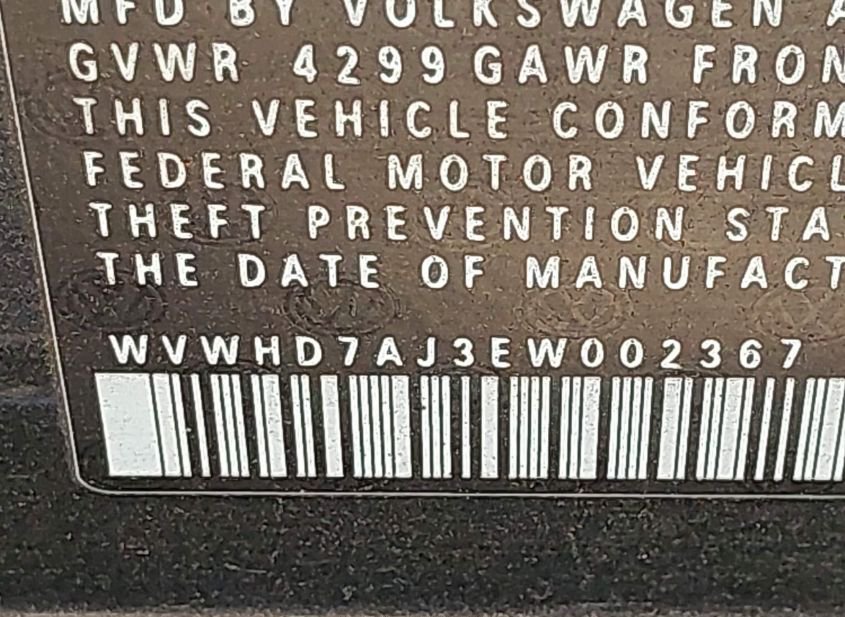 MFD BY VOLKSWAGEN A
GVWR 4299 GAWR FRON
THIS VEHICLE CONFORM
FEDERAL MOTOR VEHICL
THEFT PREVENTION STA
THE DATE OF MANUFACT
WVWHD7AJ3EW002367